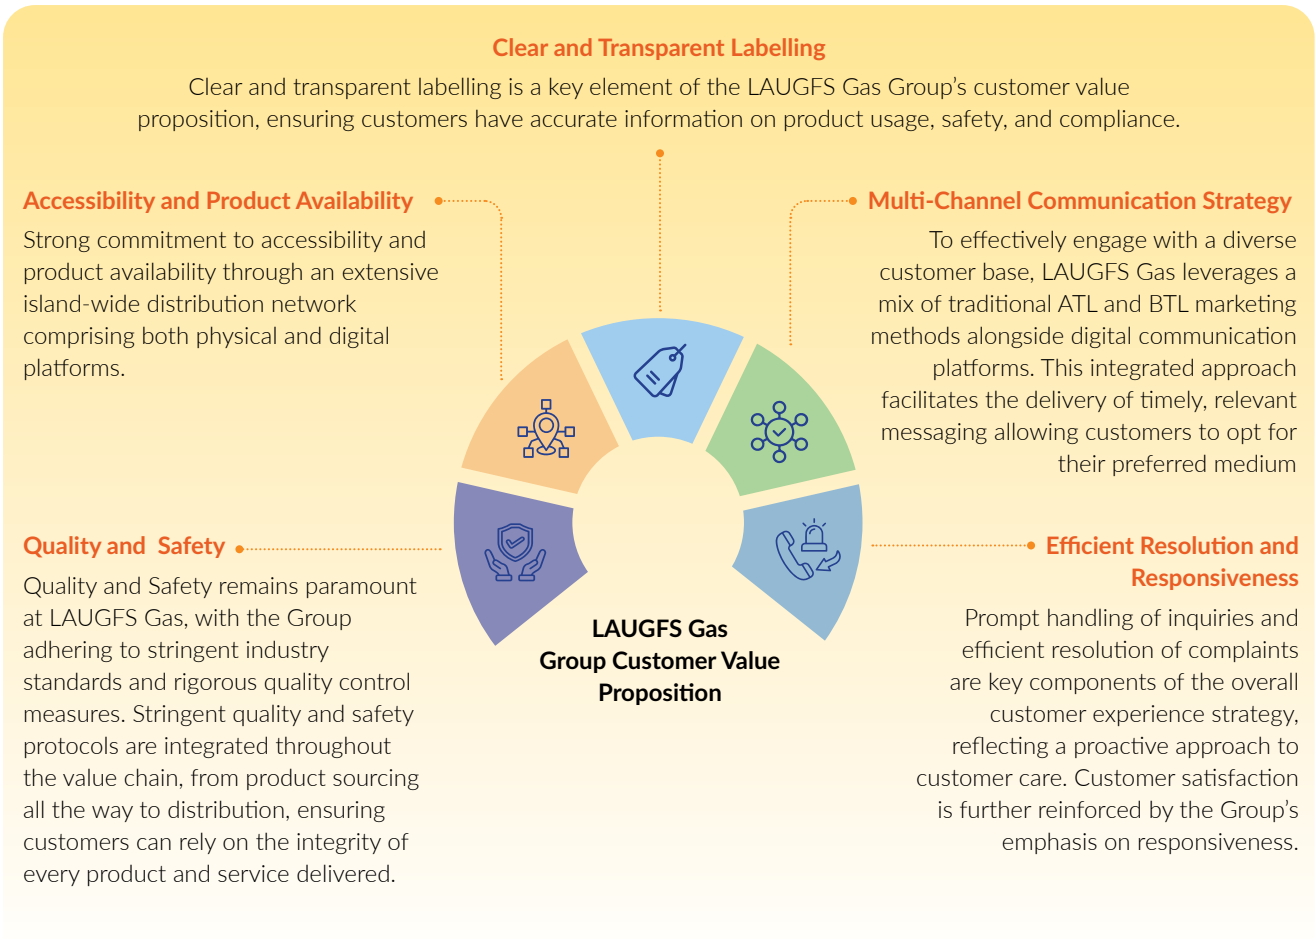 Clear and Transparent Labelling
Clear and transparent labelling is a key element of the LAUGFS Gas Group’s customer value
proposition, ensuring customers have accurate information on product usage, safety, and compliance.
Accessibility and Product Availability
Strong commitment to accessibility and
product availability through an extensive
island-wide distribution network
comprising both physical and digital
platforms.
Multi-Channel Communication Strategy
To effectively engage with a diverse
customer base, LAUGFS Gas leverages a
mix of traditional ATL and BTL marketing
methods alongside digital communication
platforms. This integrated approach
facilitates the delivery of timely, relevant
messaging allowing customers to opt for
their preferred medium
Quality and Safety
Quality and Safety remains paramount
at LAUGFS Gas, with the Group
adhering to stringent industry
standards and rigorous quality control
measures. Stringent quality and safety
protocols are integrated throughout
the value chain, from product sourcing
all the way to distribution, ensuring
customers can rely on the integrity of
every product and service delivered.
LAUGFS Gas
Group Customer Value
Proposition
Efficient Resolution and
Responsiveness
Prompt handling of inquiries and
efficient resolution of complaints
are key components of the overall
customer experience strategy,
reflecting a proactive approach to
customer care. Customer satisfaction
is further reinforced by the Group’s
emphasis on responsiveness.